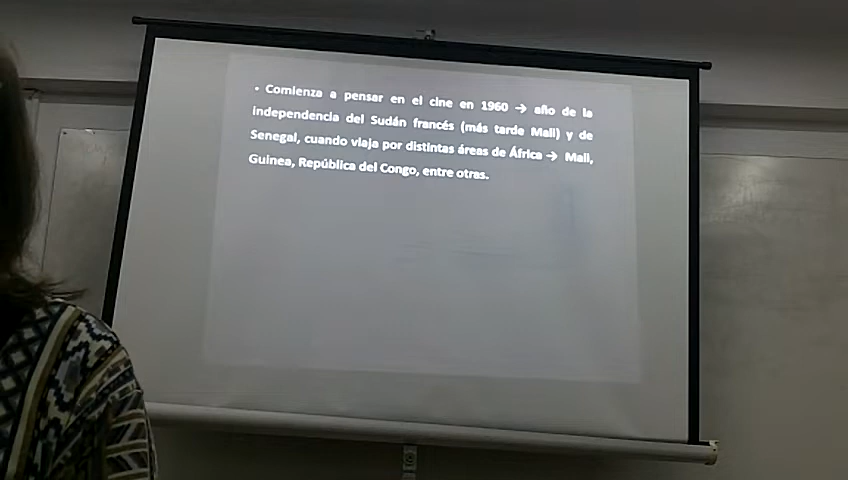 • Comienza a pensar en el cine en 1960 → año de la
independencia del Sudán francés (más tarde Mali) y de
Senegal, cuando viaja por distintas áreas de África → Mali,
Guinea, República del Congo, entre otras.